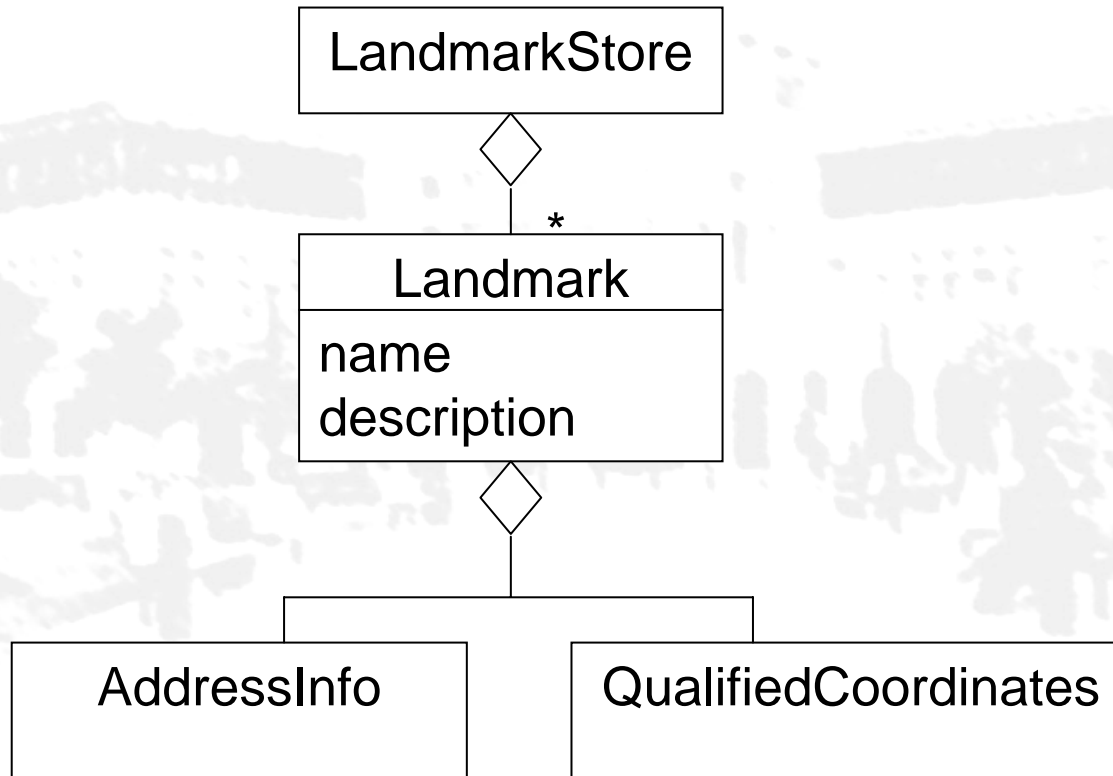 LandmarkStore
*
Landmark
name
description
AddressInfo
QualifiedCoordinates